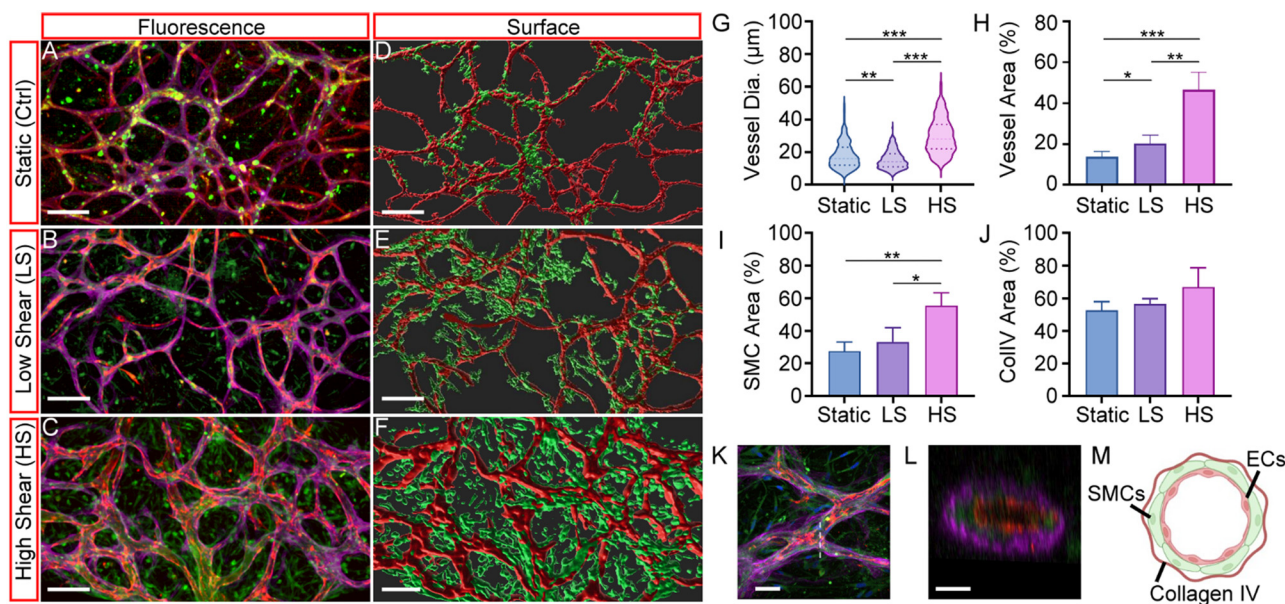 Fluorescence
Surface
Static (Ctrl)
A
D
Low Shear (LS)
B
E
High Shear (HS)
C
F
G
Vessel Dia. (µm)
100
80
60
40
20
0
***
**
***
Static LS HS
H
Vessel Area (%)
80
60
40
20
0
***
*
**
Static LS HS
I
SMC Area (%)
100
80
60
40
20
0
**
*
Static LS HS
J
ColIV Area (%)
100
80
60
40
20
0
Static LS HS
K
L
M
ECs
SMCs
Collagen IV